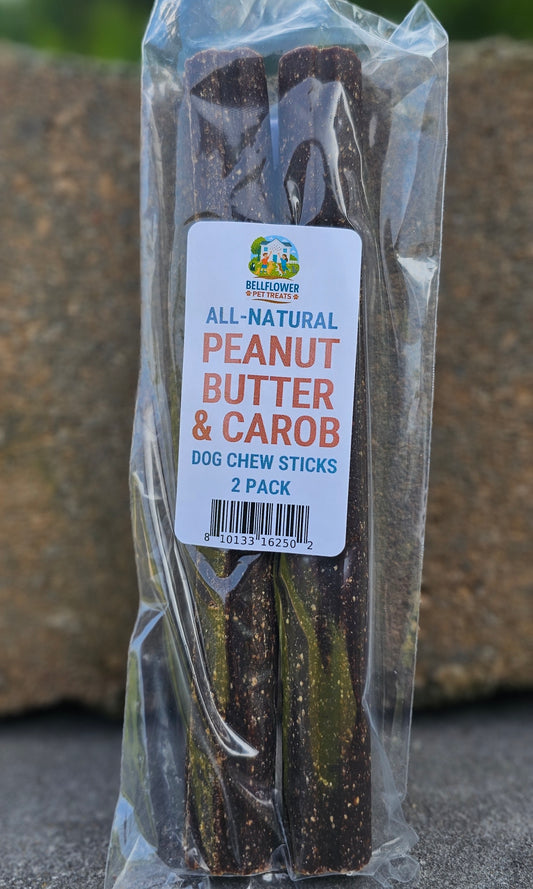 BELLFLOWER
PET TREATS
ALL-NATURAL
PEANUT
BUTTER
& CAROB
DOG CHEW STICKS
2 PACK
8 10133 16250 2